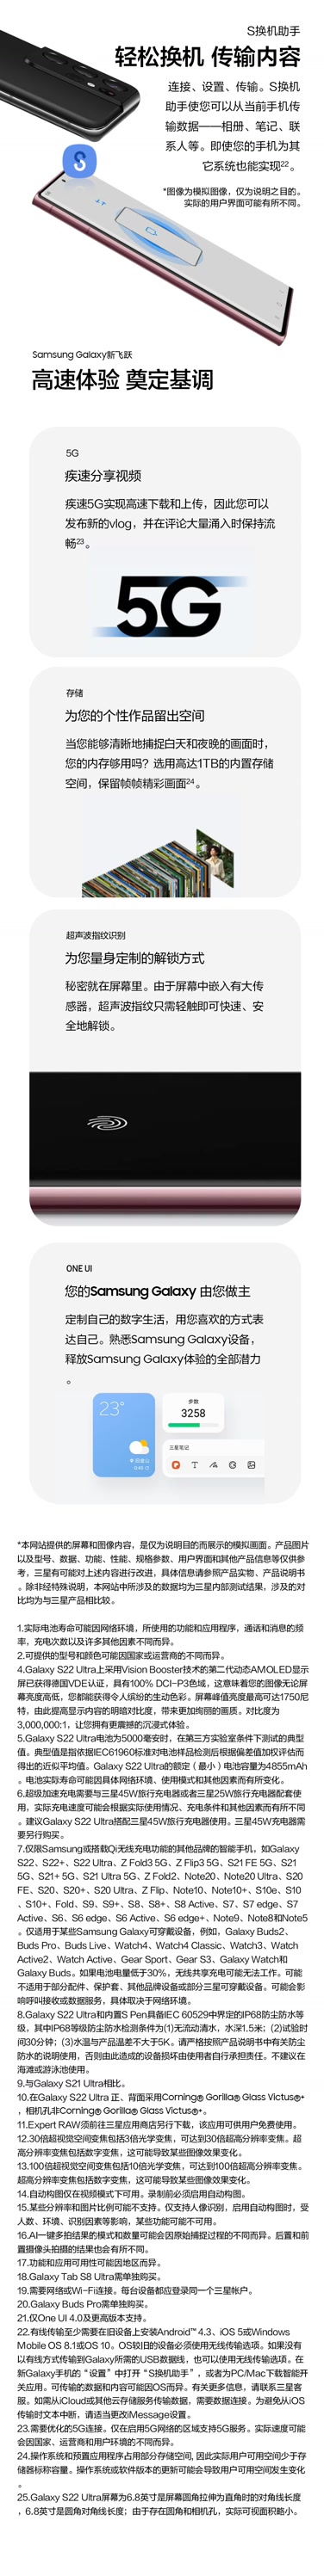 S换机助手
轻松换机 传输内容
连接、设置、传输。S换机
助手使您可以从当前手机传
输数据——相册、笔记、联
系人等。即使您的手机为其
它系统也能实现22。
*图像为模拟图像，仅为说明之目的。
实际的用户界面可能有所不同。
S
Samsung Galaxy新飞跃
高速体验 奠定基调
5G
疾速分享视频
疾速5G实现高速下载和上传，因此您可以
发布新的vlog，并在评论大量涌入时保持流
畅23。
5G
存储
为您的个性作品留出空间
当您能够清晰地捕捉白天和夜晚的画面时，
您的内存够用吗？选用高达1TB的内置存储
空间，保留帧帧精彩画面24。
超声波指纹识别
为您量身定制的解锁方式
秘密就在屏幕里。由于屏幕中嵌入有大传
感器，超声波指纹只需轻触即可快速、安
全地解锁。
ONE UI
您的Samsung Galaxy 由您做主
定制自己的数字生活，用您喜欢的方式表
达自己。熟悉Samsung Galaxy设备，
释放Samsung Galaxy体验的全部潜力
。
23°
步数
3258
三星笔记
*本网站提供的屏幕和图像内容，是仅为说明目的而展示的模拟画面。产品图片
以及型号、数据、功能、性能、规格参数、用户界面和其他产品信息等仅供参
考，三星有可能对上述内容进行改进，具体信息请参照产品实物、产品说明书
。除非经特殊说明，本网站中所涉及的数据均为三星内部测试结果，涉及的对
比均为与三星产品相比较。
1.实际电池寿命可能因网络环境，所使用的功能和应用程序，通话和消息的频
率，充电次数以及许多其他因素不同而异。
2.可提供的型号和颜色可能因国家或运营商的不同而异。
4.Galaxy S22 Ultra上采用Vision Booster技术的第二代动态AMOLED显示
屏已获得德国VDE认证，具有100% DCI-P3色域，这意味着您的图像无论屏
幕亮度高低，您都能获得令人缤纷的生动色彩。屏幕峰值亮度最高可达1750尼
特，由此提高显示内容的明暗对比度，带来更加绚丽的画质。对比度为
3,000,000:1，让您拥有更震撼的沉浸式体验。
5.Galaxy S22 Ultra电池为5000毫安时，在第三方实验室条件下测试的典型
值。典型值是指依据IEC61960标准对电池样品检测后根据偏差值加权评估而
得出的近似平均值。Galaxy S22 Ultra的额定（最小）电池容量为4855mAh
。电池实际寿命可能因具体网络环境、使用模式和其他因素而有所变化。
6.超级加速充电需要与三星45W旅行充电器或者三星25W旅行充电器配套使
用，实际充电速度可能会根据实际使用情况、充电条件和其他因素而有所不同
。建议Galaxy S22 Ultra搭配三星45W旅行充电器使用。三星45W充电器需
要另行购买。
7.仅限Samsung或搭载Qi无线充电功能的其他品牌的智能手机，如Galaxy
S22、S22+、S22 Ultra、Z Fold3 5G、Z Flip3 5G、S21 FE 5G、S21
5G、S21+ 5G、S21 Ultra 5G、Z Fold2、Note20、Note20 Ultra、S20
FE、S20、S20+、S20 Ultra、Z Flip、Note10、Note10+、S10e、S10
、S10+、Fold、S9、S9+、S8、S8+、S8 Active、S7、S7 edge、S7
Active、S6、S6 edge、S6 Active、S6 edge+、Note9、Note8和Note5
。仅适用于某些Samsung Galaxy可穿戴设备，例如，Galaxy Buds2、
Buds Pro、Buds Live、Watch4、Watch4 Classic、Watch3、Watch
Active2、Watch Active、Gear Sport、Gear S3、Galaxy Watch和
Galaxy Buds。如果电池电量低于30%，无线共享充电可能无法工作。可能
不适用于部分配件、保护套、其他品牌设备或部分三星可穿戴设备。可能会影
响呼叫接收或数据服务，具体取决于网络环境。
8.Galaxy S22 Ultra和内置S Pen具备IEC 60529中界定的IP68防尘防水等
级，其中IP68等级防尘防水检测条件为(1)无流动清水，水深1.5米；(2)试验时
间30分钟；(3)水温与产品温差不大于5K。请严格按照产品说明书中有关防尘
防水的说明使用，否则由此造成的设备损坏由使用者自行承担责任。不建议在
海滩或游泳池使用。
9.与Galaxy S21 Ultra相比。
10.在Galaxy S22 Ultra 正、背面采用Corning® Gorilla® Glass Victus®+
，相机孔非Corning® Gorilla® Glass Victus®+。
11.Expert RAW须前往三星应用商店另行下载，该应用可供用户免费使用。
12.30倍超视觉空间变焦包括3倍光学变焦，可达到30倍超高分辨率变焦。超
高分辨率变焦包括数字变焦，这可能导致某些图像效果变化。
13.100倍超视觉空间变焦包括10倍光学变焦，可达到100倍超高分辨率变焦。
超高分辨率变焦包括数字变焦，这可能导致某些图像效果变化。
14.自动构图仅在视频模式下可用。录制前必须启用自动构图。
15.某些分辨率和图片比例可能不支持。仅支持人像识别，启用自动构图时，受
人数、环境、识别因素等影响，某些功能可能不可用。
16.AI一键多拍结果的模式和数量可能会因原始捕捉过程的不同而异。后置和前
置摄像头拍摄的结果也会有所不同。
17.功能和应用可用性可能因地区而异。
18.Galaxy Tab S8 Ultra需单独购买。
19.需要网络或Wi-Fi连接。每台设备都应登录同一个三星帐户。
20.Galaxy Buds Pro需单独购买。
21.仅One UI 4.0及更高版本支持。
22.有线传输至少需要在旧设备上安装Android™ 4.3、iOS 5或Windows
Mobile OS 8.1或OS 10。OS较旧的设备必须使用无线传输选项。如果没有
以有线方式传输到Galaxy所需的USB数据线，也可以使用无线传输选项。在
新Galaxy手机的“设置”中打开“S换机助手”，或者为PC/Mac下载智能开
关应用。可传输的数据和内容可能因OS而异。有关更多信息，请联系三星客
服。如需从iCloud或其他云存储服务传输数据，需要数据连接。为避免从iOS
传输时文本中断，请适当更改iMessage设置。
23.需要优化的5G连接。仅在启用5G网络的区域支持5G服务。实际速度可能
会因国家、运营商和用户环境的不同而异。
24.操作系统和预置应用程序占用部分存储空间, 因此实际用户可用空间少于存
储器标称容量。操作系统或软件版本的更新可能会导致用户可用空间发生变化
。
25.Galaxy S22 Ultra屏幕为6.8英寸是屏幕圆角拉伸为直角时的对角线长度
，6.8英寸是圆角对角线长度；由于存在圆角和相机孔，实际可视面积略小。